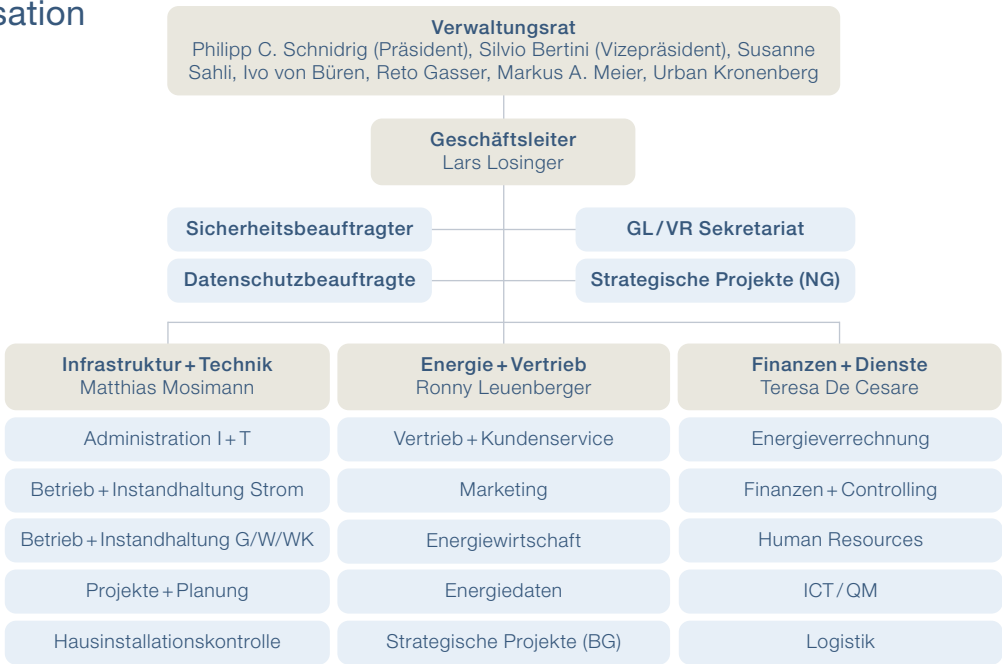 sation
Verwaltungsrat
Philipp C. Schnidrig (Präsident), Silvio Bertini (Vizepräsident), Susanne
Sahli, Ivo von Büren, Reto Gasser, Markus A. Meier, Urban Kronenberg
Geschäftsleiter
Lars Losinger
Sicherheitsbeauftragter
GL/VR Sekretariat
Datenschutzbeauftragte
Strategische Projekte (NG)
Infrastruktur+Technik
Matthias Mosimann
Administration I+T
Betrieb+Instandhaltung Strom
Betrieb+Instandhaltung G/W/WK
Projekte+Planung
Hausinstallationskontrolle
Energie+Vertrieb
Ronny Leuenberger
Vertrieb+Kundenservice
Marketing
Energiewirtschaft
Energiedaten
Strategische Projekte (BG)
Finanzen+Dienste
Teresa De Cesare
Energieverrechnung
Finanzen+Controlling
Human Resources
ICT/QM
Logistik